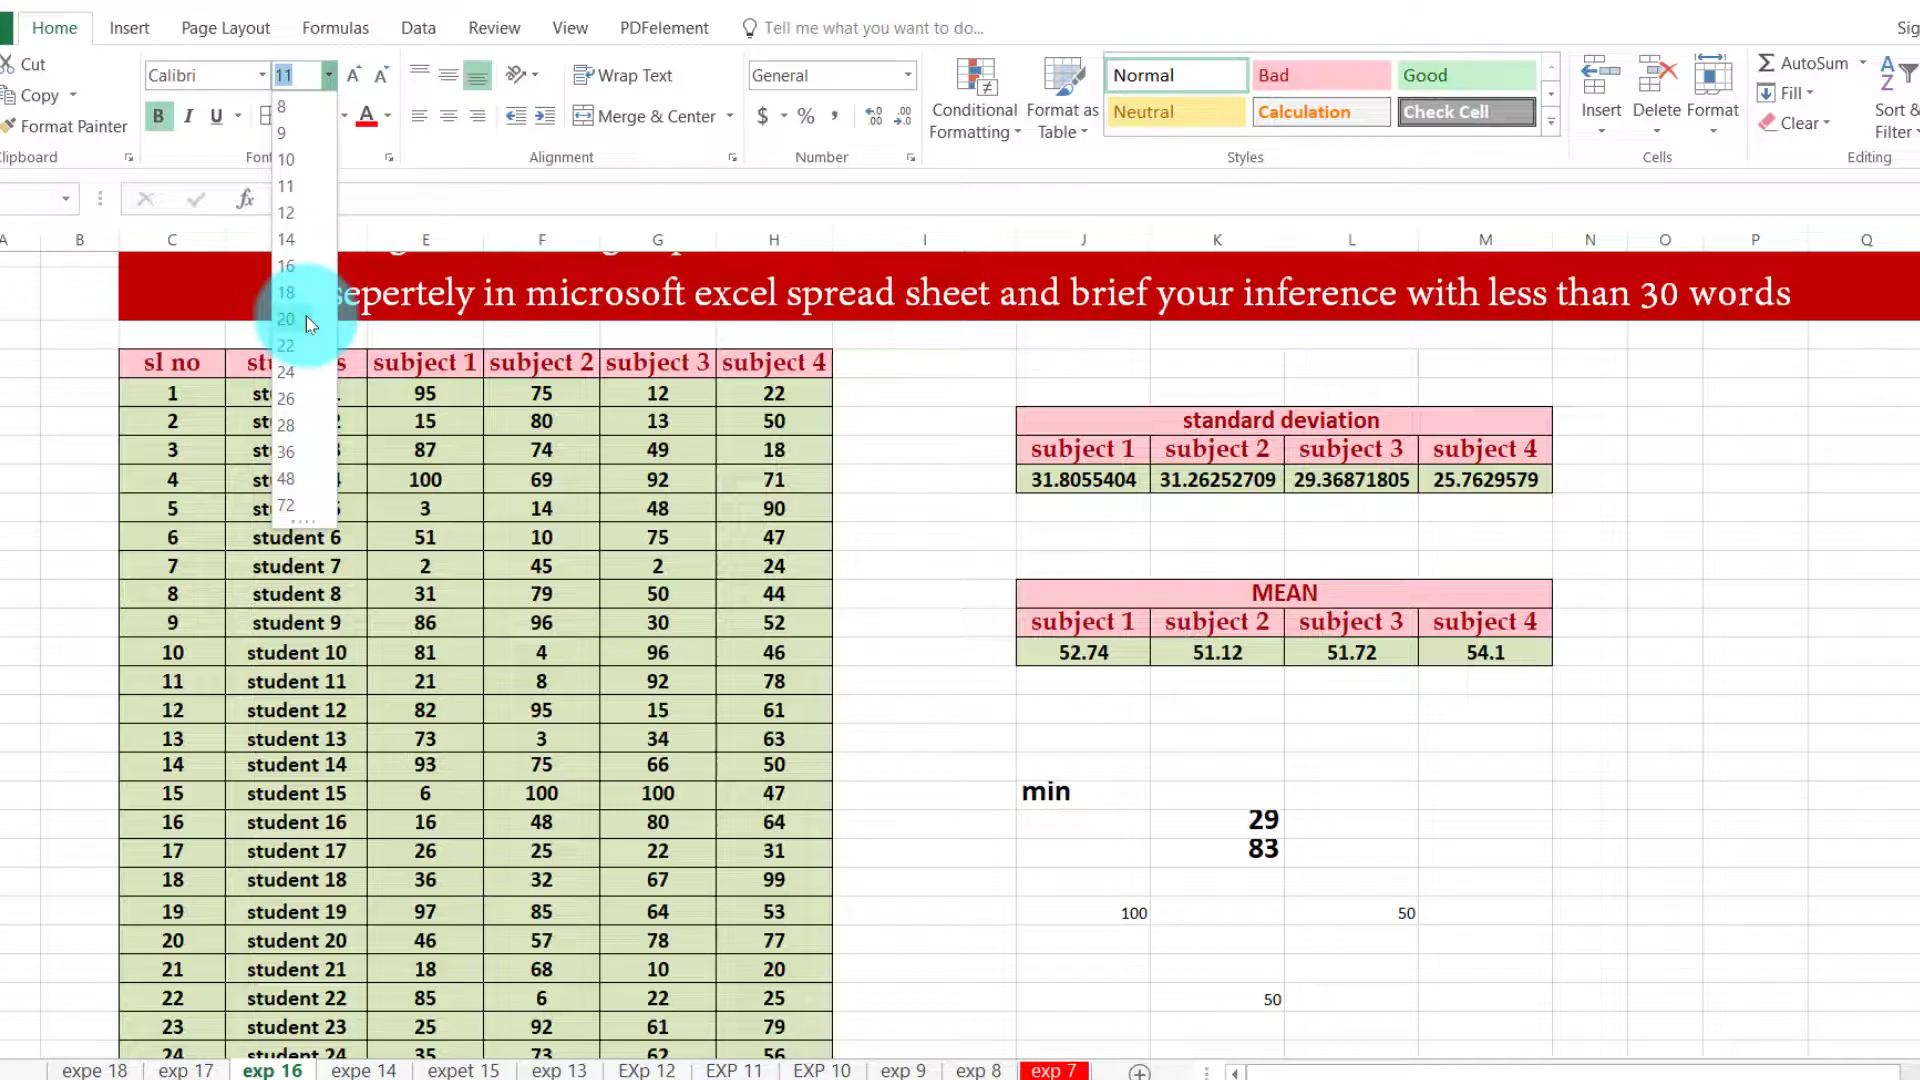 Home Insert Page Layout Formulas Data Review View PDFelement Tell me what you want to do...
Cut Calibri 11 Wrap Text General Normal Bad Good AutoSum
Copy B I U A Merge & Center $ % Conditional Formatting Format as Table Neutral Calculation Check Cell Insert Delete Format Fill Sort & Filter
Format Painter Clear
Alignment Number Styles Cells Editing
fx
8
9
10
11
12
14
16
18
20
22
24
26
28
36
48
72
B C E F G H I J K L M N O P Q
sepertely in microsoft excel spread sheet and brief your inference with less than 30 words
sl no subject 1 subject 2 subject 3 subject 4
1 95 75 12 22
2 15 80 13 50
3 87 74 49 18
4 100 69 92 71
5 3 14 48 90
6 student 6 51 10 75 47
7 student 7 2 45 2 24
8 student 8 31 79 50 44
9 student 9 86 96 30 52
10 student 10 81 4 96 46
11 student 11 21 8 92 78
12 student 12 82 95 15 61
13 student 13 73 3 34 63
14 student 14 93 75 66 50
15 student 15 6 100 100 47
16 student 16 16 48 80 64
17 student 17 26 25 22 31
18 student 18 36 32 67 99
19 student 19 97 85 64 53
20 student 20 46 57 78 77
21 student 21 18 68 10 20
22 student 22 85 6 22 25
23 student 23 25 92 61 79
24 student 24 35 73 62 56
standard deviation
subject 1 subject 2 subject 3 subject 4
31.8055404 31.26252709 29.36871805 25.7629579
MEAN
subject 1 subject 2 subject 3 subject 4
52.74 51.12 51.72 54.1
min
29
83
100 50
50
expe 18 exp 17 exp 16 expe 14 expet 15 exp 13 EXp 12 EXP 11 EXP 10 exp 9 exp 8 exp 7